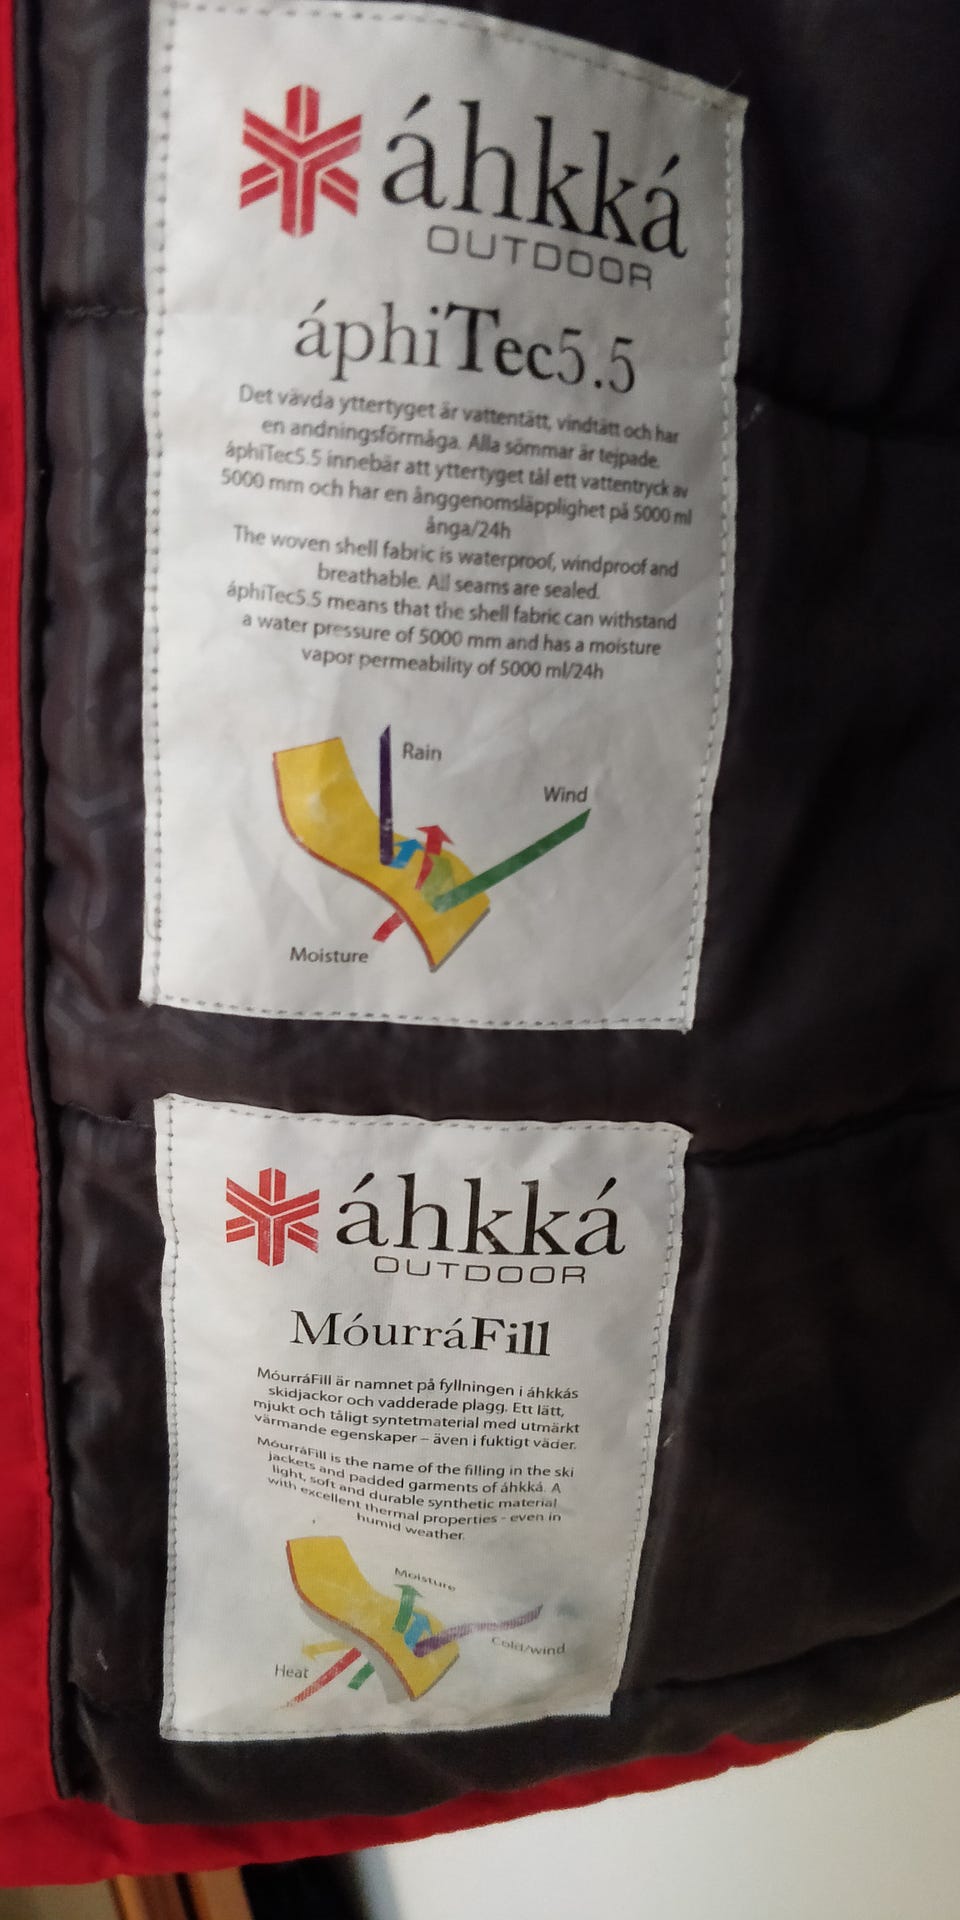 áhkká
OUTDOOR
áphiTec5.5
Det vävda yttertyget är vattentätt, vindtätt och har
en andningsförmåga. Alla sömmar är tejpade.
áphiTec5.5 innebär att yttertyget tål ett vattentryck av
5000 mm och har en ånggenomsläpplighet på 5000 ml
ånga/24h
The woven shell fabric is waterproof, windproof and
breathable. All seams are sealed.
áphiTec5.5 means that the shell fabric can withstand
a water pressure of 5000 mm and has a moisture
vapor permeability of 5000 ml/24h
Rain
Wind
Moisture
áhkká
OUTDOOR
MóurráFill
MóurráFill är namnet på fyllningen i áhkkás
skidjackor och vadderade plagg. Ett lätt,
mjukt och tåligt syntetmaterial med utmärkt
värmande egenskaper – även i fuktigt väder.
MóurráFill is the name of the filling in the ski
jackets and padded garments of áhkká. A
light, soft and durable synthetic material
with excellent thermal properties - even in
humid weather.
Moisture
Cold/wind
Heat